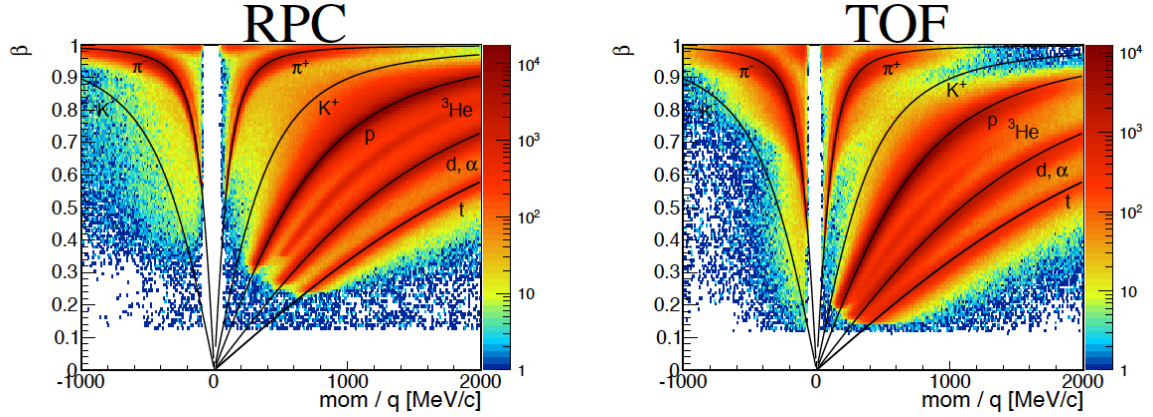 RPC
TOF
β
1
0.9
0.8
0.7
0.6
0.5
0.4
0.3
0.2
0.1
0
-1000
0
1000
2000
mom / q [MeV/c]
π⁻
K⁻
π⁺
K⁺
p
³He
d, α
t
10⁴
10³
10²
10
1
β
1
0.9
0.8
0.7
0.6
0.5
0.4
0.3
0.2
0.1
0
-1000
0
1000
2000
mom / q [MeV/c]
π⁻
K⁻
π⁺
K⁺
p
³He
d, α
t
10⁴
10³
10²
10
1